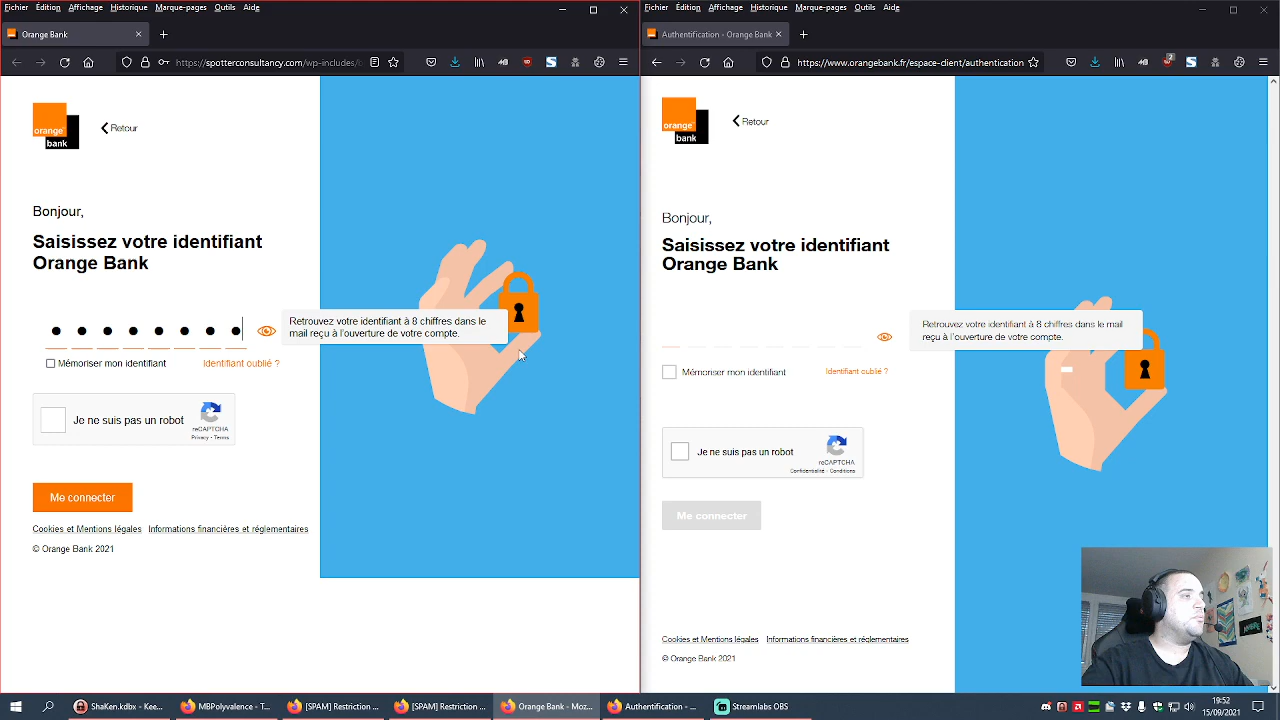 Fichier Édition Affichage Historique Marque-pages Outils Aide
Orange Bank
https://spotterconsultancy.com/wp-includes/
orange
bank
Retour
Bonjour,
Saisissez votre identifiant
Orange Bank
Retrouvez votre identifiant à 8 chiffres dans le
mail reçu à l'ouverture de votre compte.
Mémoriser mon identifiant
Identifiant oublié ?
Je ne suis pas un robot
reCAPTCHA
Privacy - Terms
Me connecter
Cookies et Mentions légales Informations financières et réglementaires
© Orange Bank 2021
Fichier Édition Affichage Historique Marque-pages Outils Aide
Authentification - Orange Bank
https://www.orangebank.fr/espace-client/authentication
orange
bank
Retour
Bonjour,
Saisissez votre identifiant
Orange Bank
Retrouvez votre identifiant à 8 chiffres dans le mail
reçu à l'ouverture de votre compte.
Mémoriser mon identifiant
Identifiant oublié ?
Je ne suis pas un robot
reCAPTCHA
Confidentialité - Conditions
Me connecter
Cookies et Mentions légales Informations financières et réglementaires
© Orange Bank 2021
ShaKen.kdbx - Kee...
MBPolyvalence - T...
[SPAM] Restriction ...
[SPAM] Restriction ...
Orange Bank - Moz...
Authentification - ...
Streamlabs OBS
19:52
15/09/2021